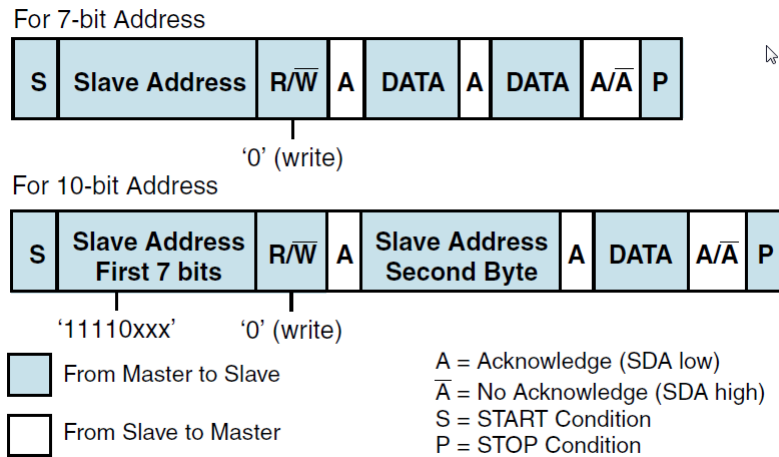 For 7-bit Address
S Slave Address R/W̅ A DATA A DATA A/A̅ P
‘0’ (write)
For 10-bit Address
S Slave Address First 7 bits R/W̅ A Slave Address Second Byte A DATA A/A̅ P
‘11110xxx’ ‘0’ (write)
From Master to Slave
From Slave to Master
A = Acknowledge (SDA low)
A̅ = No Acknowledge (SDA high)
S = START Condition
P = STOP Condition